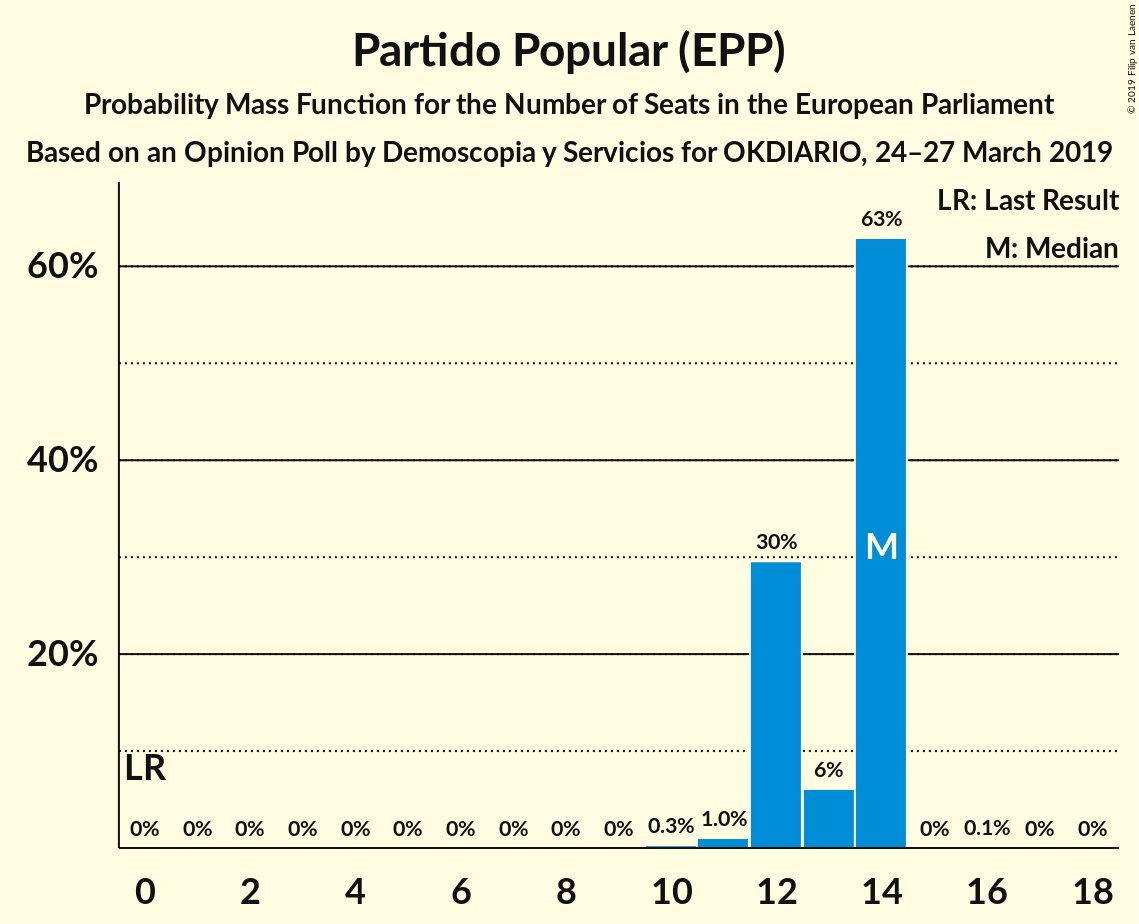 Partido Popular (EPP)
Probability Mass Function for the Number of Seats in the European Parliament
Based on an Opinion Poll by Demoscopia y Servicios for OKDIARIO, 24–27 March 2019
© 2019 Filip van Laenen
LR: Last Result
M: Median
63%
60%
30%
M
40%
20%
LR
6%
0% 0% 0% 0% 0% 0% 0% 0% 0% 0% 0.3% 1.0% 0% 0.1% 0% 0%
0 2 4 6 8 10 12 14 16 18